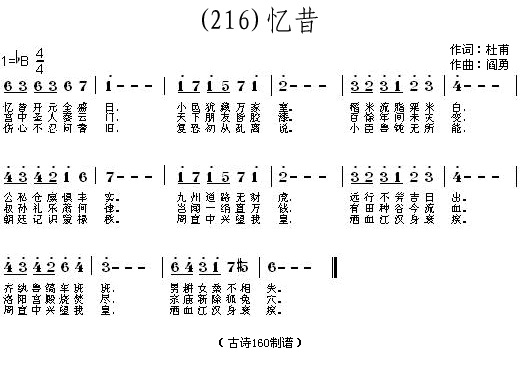 (216)忆昔
1=♭B 4/4
作词：杜甫
作曲：阎勇
6 3 6 3 6 7 | i - - - | i 7 i 5 7 i | 2 - - - | 3 2 3 i 2 3 | 7 - - -
忆昔开元全盛日, 小邑犹藏万家室. 稻米流脂粟米白,
宫中圣人奏云门, 天下朋友皆胶漆. 百馀年间未灾变,
伤心不忍问耆旧, 复恐初从乱离说. 小臣鲁钝无所能,
4 3 4 2 1 6 | 7 - - - | i 7 i 5 7 i | 2 - - - | 3 2 3 i 2 3 | 2 - - -
公私仓廪俱丰实. 九州道路无豺虎, 远行不劳吉日出.
叔孙礼乐萧何律. 岂闻一绢直万钱, 有田种谷今流血.
朝廷记识蒙禄秩. 周宣中兴望我皇, 洒血江汉身衰疾.
4 3 4 2 6 4 | 3 - - - | 6 4 3 1 7 #5 | 6 - - -
齐纨鲁缟车班班, 男耕女桑不相失.
洛阳宫殿烧焚尽, 宗庙新除狐兔穴.
周宣中兴望我皇, 洒血江汉身衰疾.
(古诗160制谱)